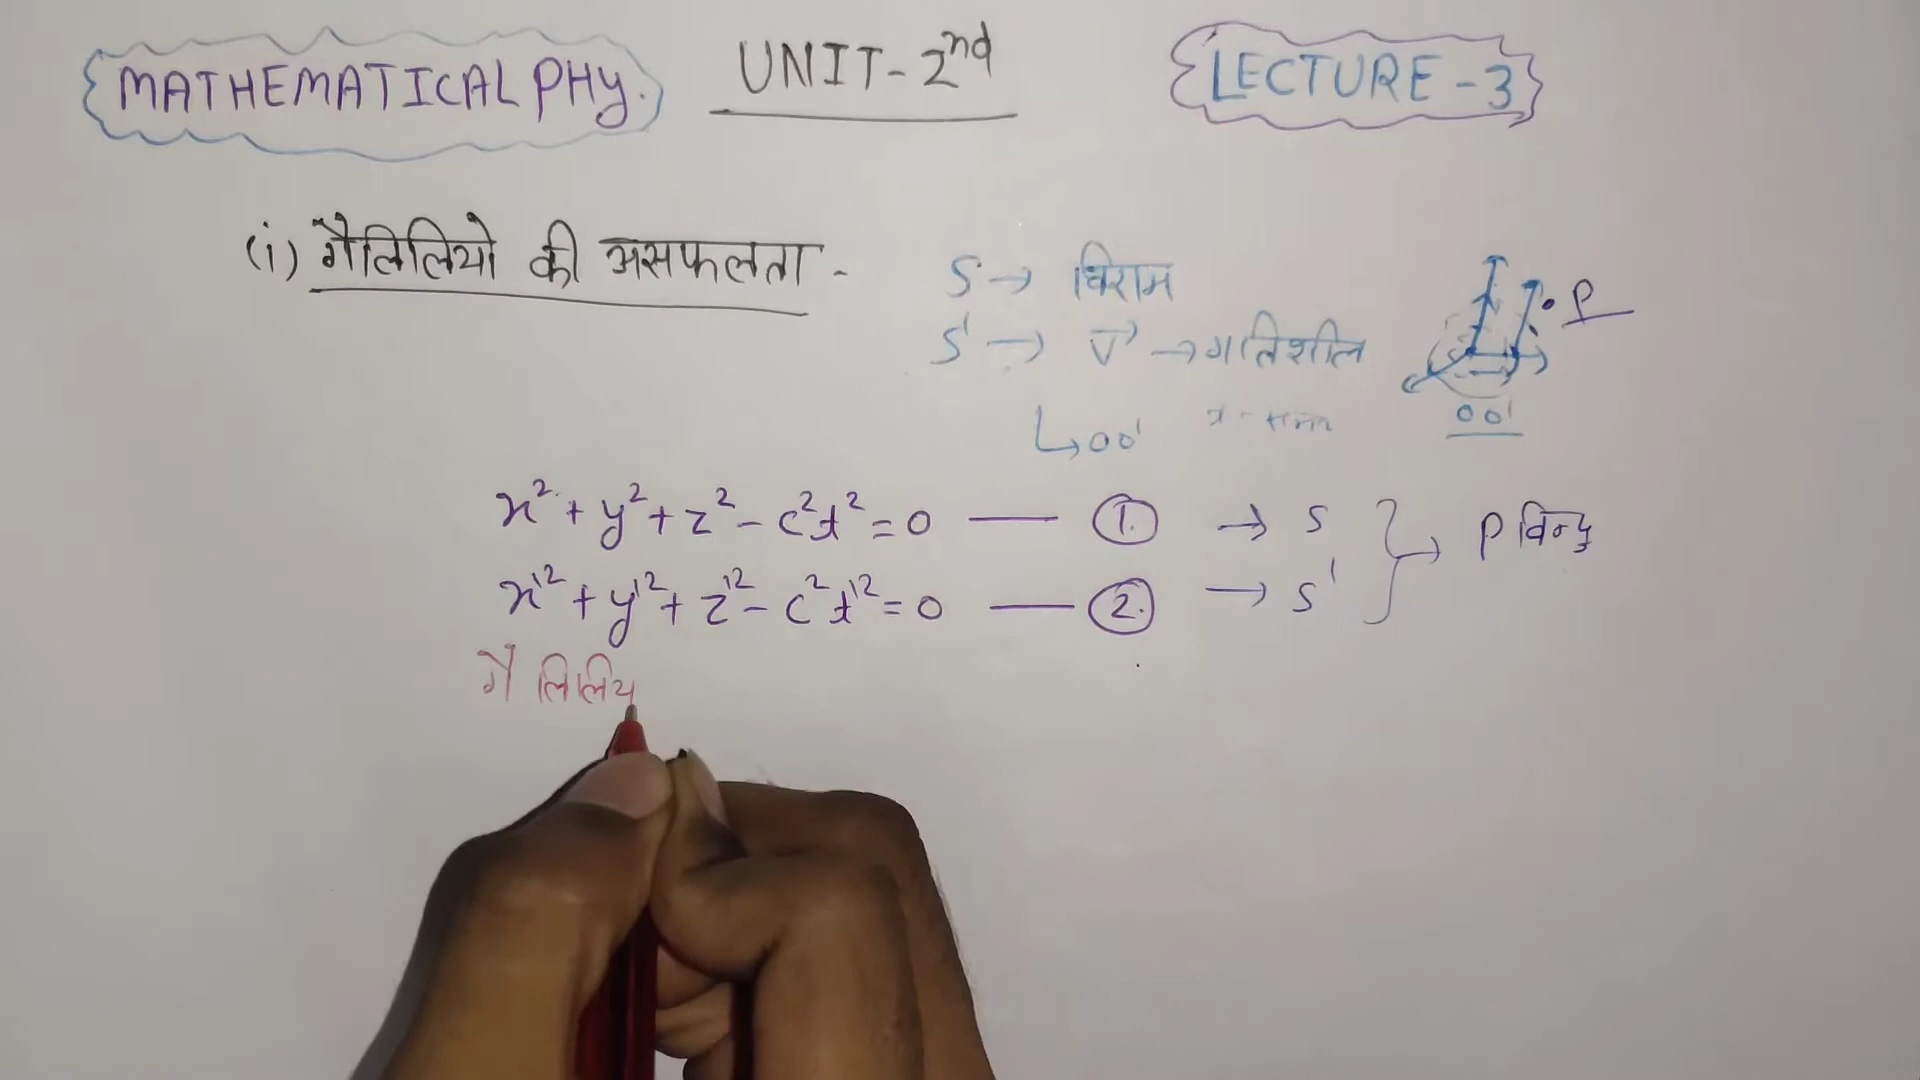 MATHEMATICAL PHY. UNIT-2nd LECTURE-3
(i) गैलिलियो की असफलता -
S → विराम
S' → v⃗ → गतिशील
P
↳ OO'
OO'
x² + y² + z² - c²t² = 0 —— ①. → S
x'² + y'² + z'² - c²t'² = 0 —— ②. → S'
} → P बिन्दु
गैलिलिय